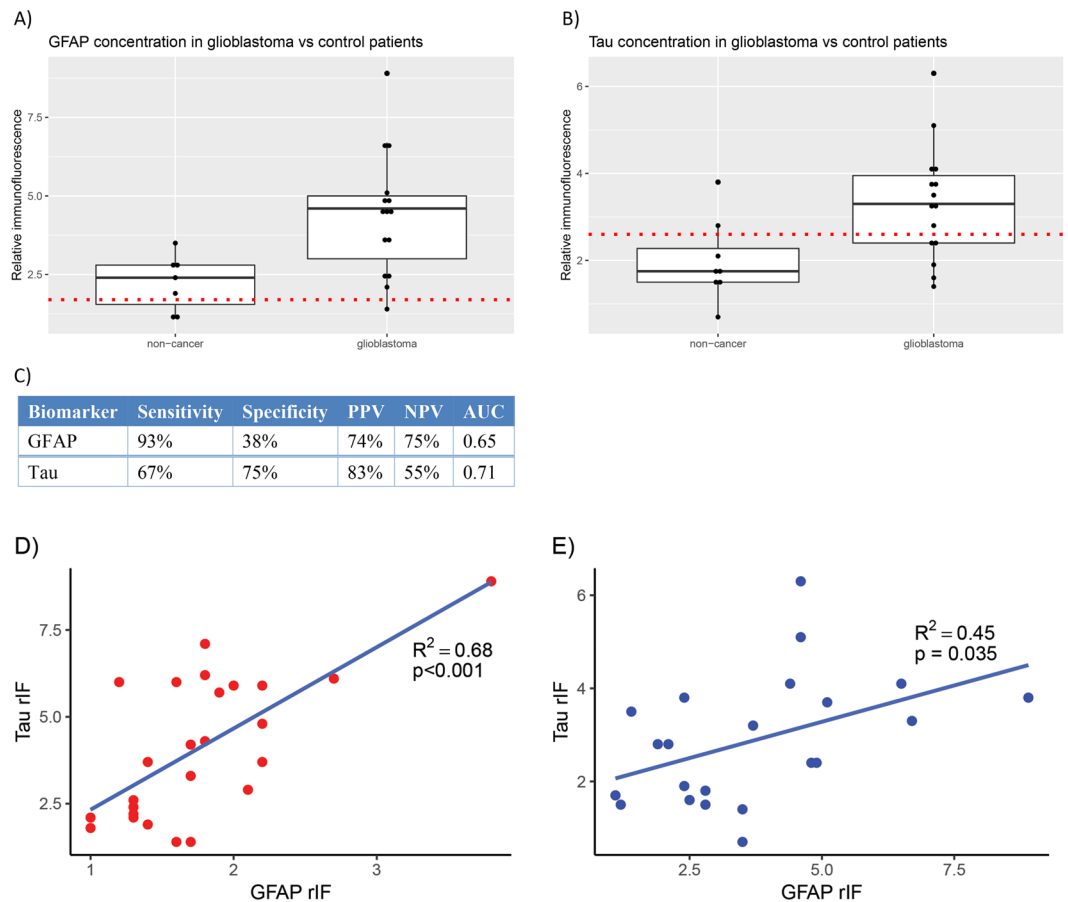 A)
GFAP concentration in glioblastoma vs control patients
Relative immunofluorescence
7.5
5.0
2.5
non-cancer
glioblastoma
B)
Tau concentration in glioblastoma vs control patients
Relative immunofluorescence
6
4
2
non-cancer
glioblastoma
C)
Biomarker Sensitivity Specificity PPV NPV AUC
GFAP 93% 38% 74% 75% 0.65
Tau 67% 75% 83% 55% 0.71
D)
Tau rIF
7.5
5.0
2.5
R² = 0.68
p<0.001
1 2 3
GFAP rIF
E)
Tau rIF
6
4
2
R² = 0.45
p = 0.035
2.5 5.0 7.5
GFAP rIF